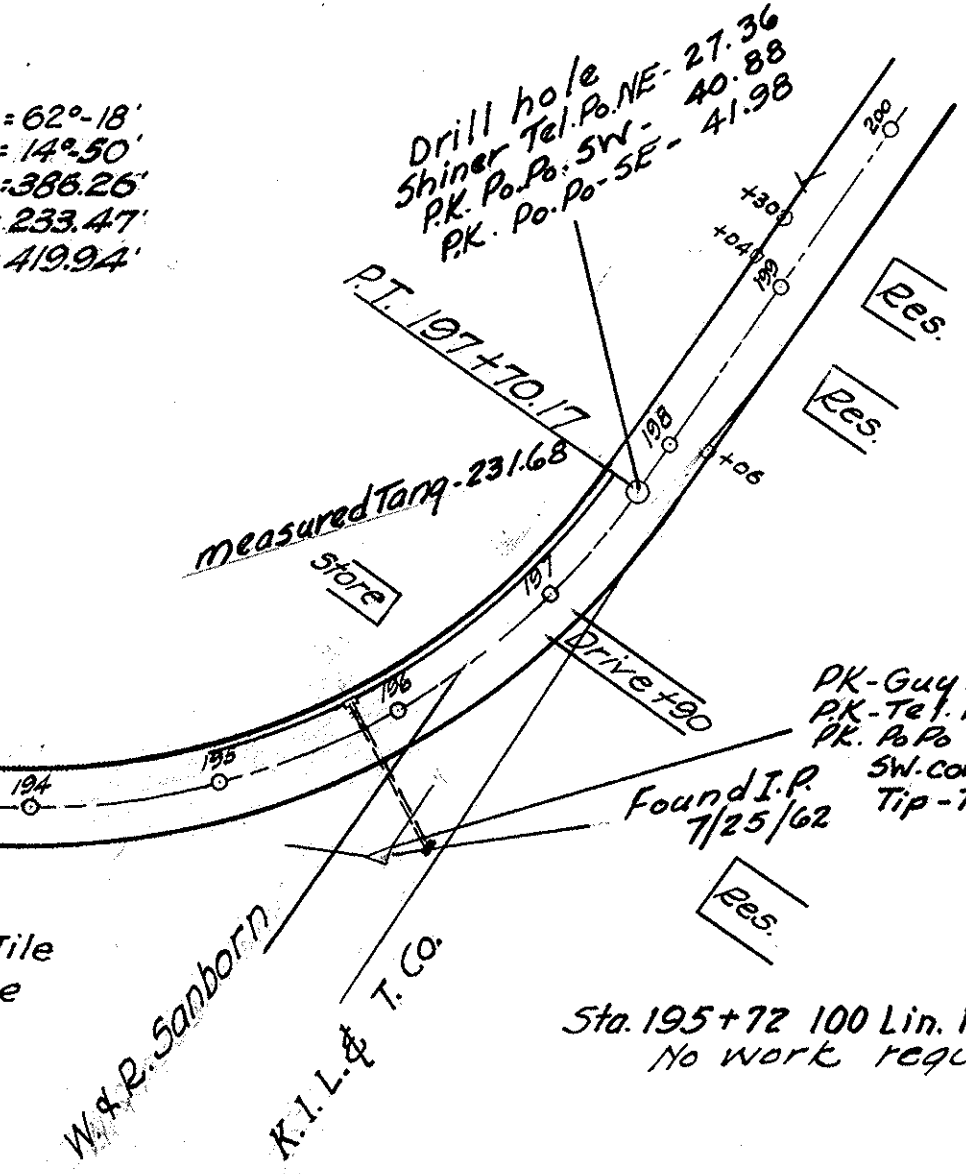 = 62°-18'
= 14°-50'
= 386.26'
233.47'
419.94'
Drill hole
Shiner Tel. Po. NE - 27.36
P.K. Po. Po. SW - 40.88
P.K. Po. Po - SE - 41.98
P.T. 197+70.17
measured Tang - 231.68
Store
200
+30
+04
199
Res.
Res.
198
+06
197
Drive +90
196
195
194
PK - Guy
P.K - Tel.
PK. Po Po
SW. Co
Tip - T
Found I.P.
7/25/62
Res.
Tile
e
W. & R. Sanborn
K. I. L. & T. Co.
Sta. 195+72 100 Lin.
No work requ